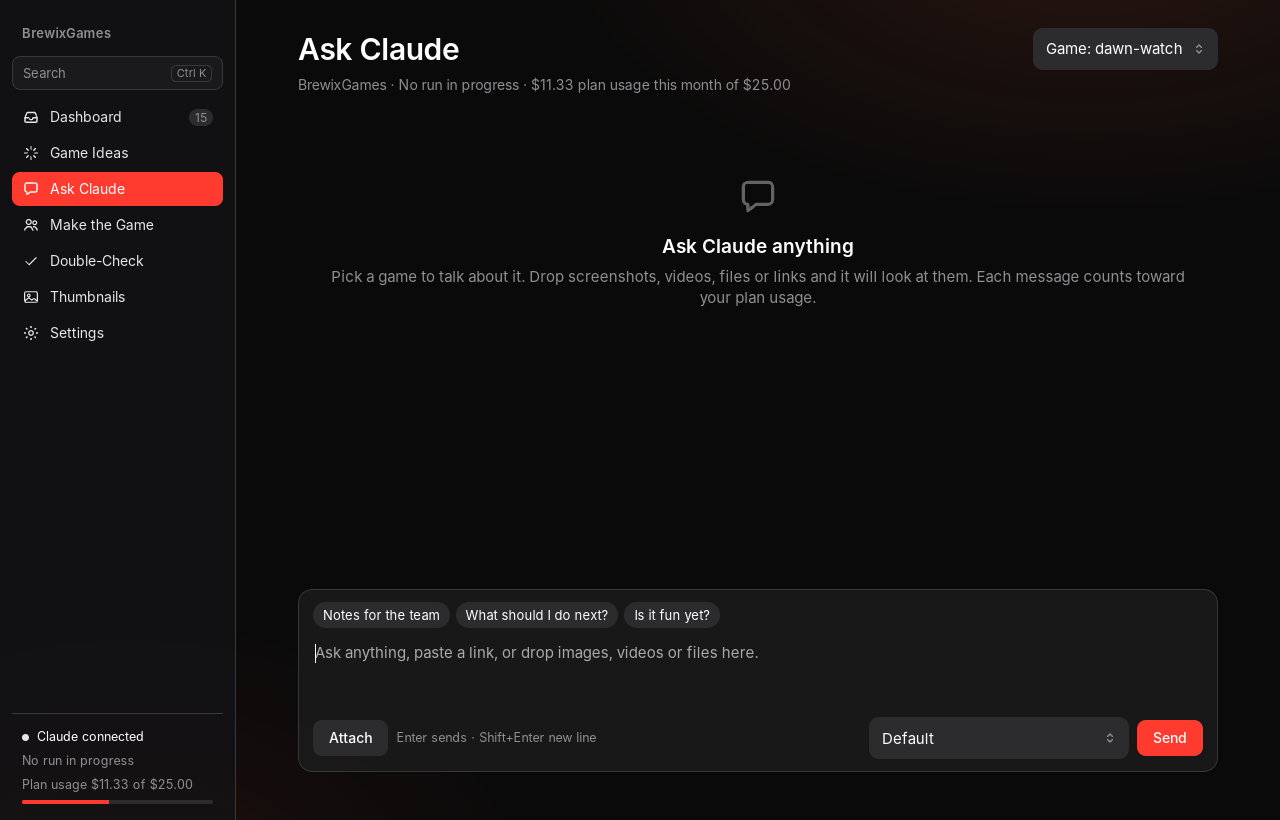 BrewixGames
Search
Ctrl K
Dashboard
15
Game Ideas
Ask Claude
Make the Game
Double-Check
Thumbnails
Settings
Claude connected
No run in progress
Plan usage $11.33 of $25.00
Ask Claude
Game: dawn-watch
BrewixGames · No run in progress · $11.33 plan usage this month of $25.00
Ask Claude anything
Pick a game to talk about it. Drop screenshots, videos, files or links and it will look at them. Each message counts toward
your plan usage.
Notes for the team
What should I do next?
Is it fun yet?
Ask anything, paste a link, or drop images, videos or files here.
Attach
Enter sends · Shift+Enter new line
Default
Send